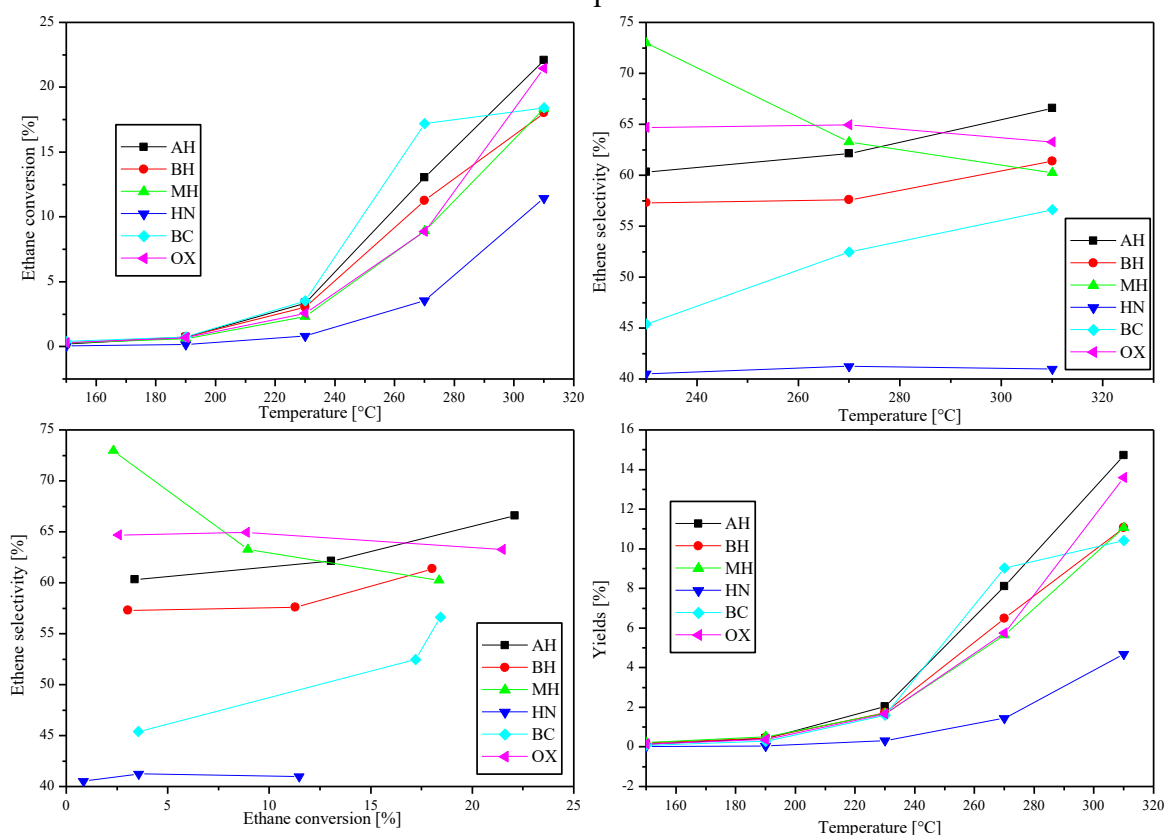 25
20
15
10
5
0
Ethane conversion [%]
AH
BH
MH
HN
BC
OX
160 180 200 220 240 260 280 300 320
Temperature [°C]
75
70
65
60
55
50
45
40
Ethene selectivity [%]
AH
BH
MH
HN
BC
OX
240 260 280 300 320
Temperature [°C]
75
70
65
60
55
50
45
40
Ethene selectivity [%]
AH
BH
MH
HN
BC
OX
0 5 10 15 20 25
Ethane conversion [%]
16
14
12
10
8
6
4
2
0
-2
Yields [%]
AH
BH
MH
HN
BC
OX
160 180 200 220 240 260 280 300 320
Temperature [°C]